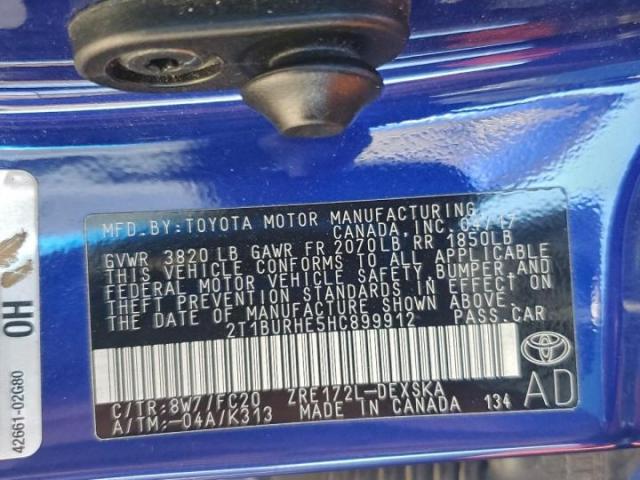 MFD.BY:TOYOTA MOTOR MANUFACTURING
CANADA,INC. 04/17
GVWR 3820 LB GAWR FR 2070LB RR 1850LB
THIS VEHICLE CONFORMS TO ALL APPLICABLE
FEDERAL MOTOR VEHICLE SAFETY,BUMPER,AND
THEFT PREVENTION STANDARDS IN EFFECT ON
THE DATE OF MANUFACTURE SHOWN ABOVE.
2T1BURHE5HC899912 PASS.CAR
C/TR:8W7/FC20 ZRE172L-DEXSKA
A/TM:-04A/K313 MADE IN CANADA 134
AD
42661-02G80
OH